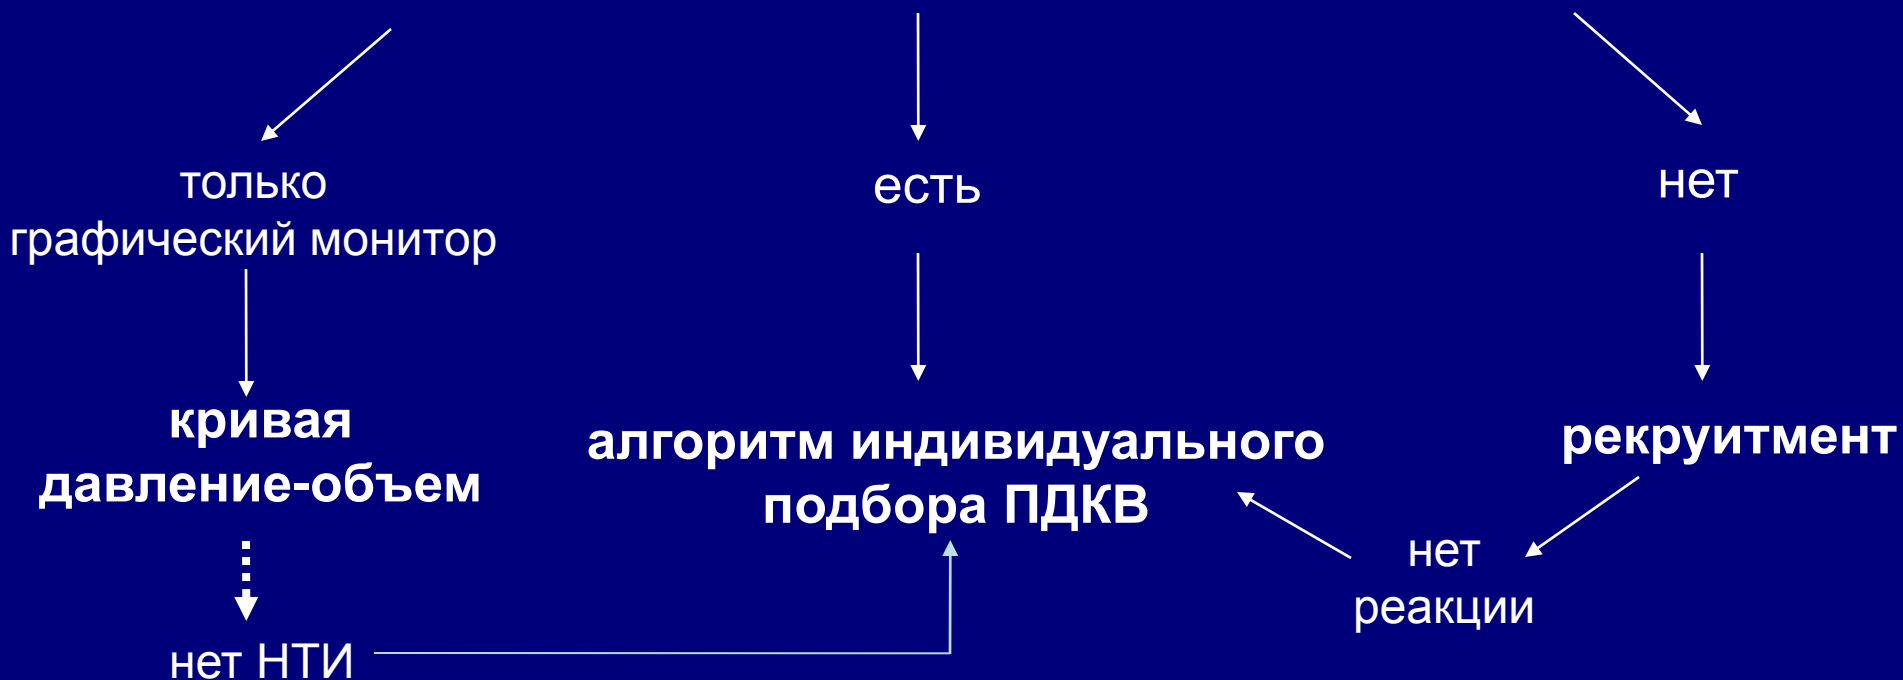 только
графический монитор
есть
нет
кривая
давление-объем
алгоритм индивидуального
подбора ПДКВ
рекруитмент
нет
реакции
нет НТИ